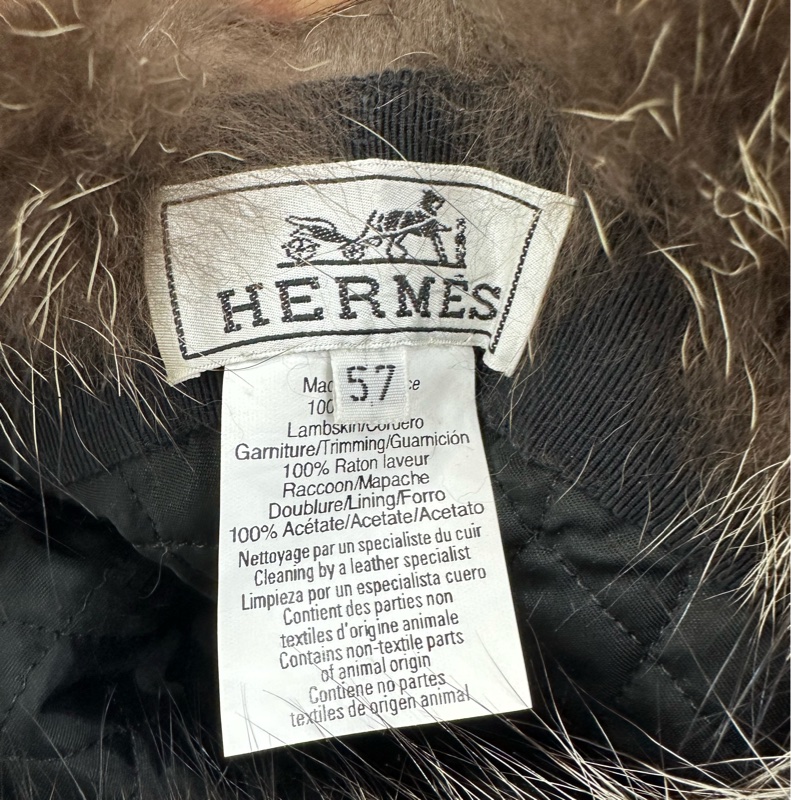 HERMÈS
57
Lambskin/Cordero
Garniture/Trimming/Guarnición
100% Raton laveur
Raccoon/Mapache
Doublure/Lining/Forro
100% Acétate/Acetate/Acetato
Nettoyage par un specialiste du cuir
Cleaning by a leather specialist
Limpieza por un especialista cuero
Contient des parties non
textiles d'origine animale
Contains non-textile parts
of animal origin
Contiene no partes
textiles de origen animal